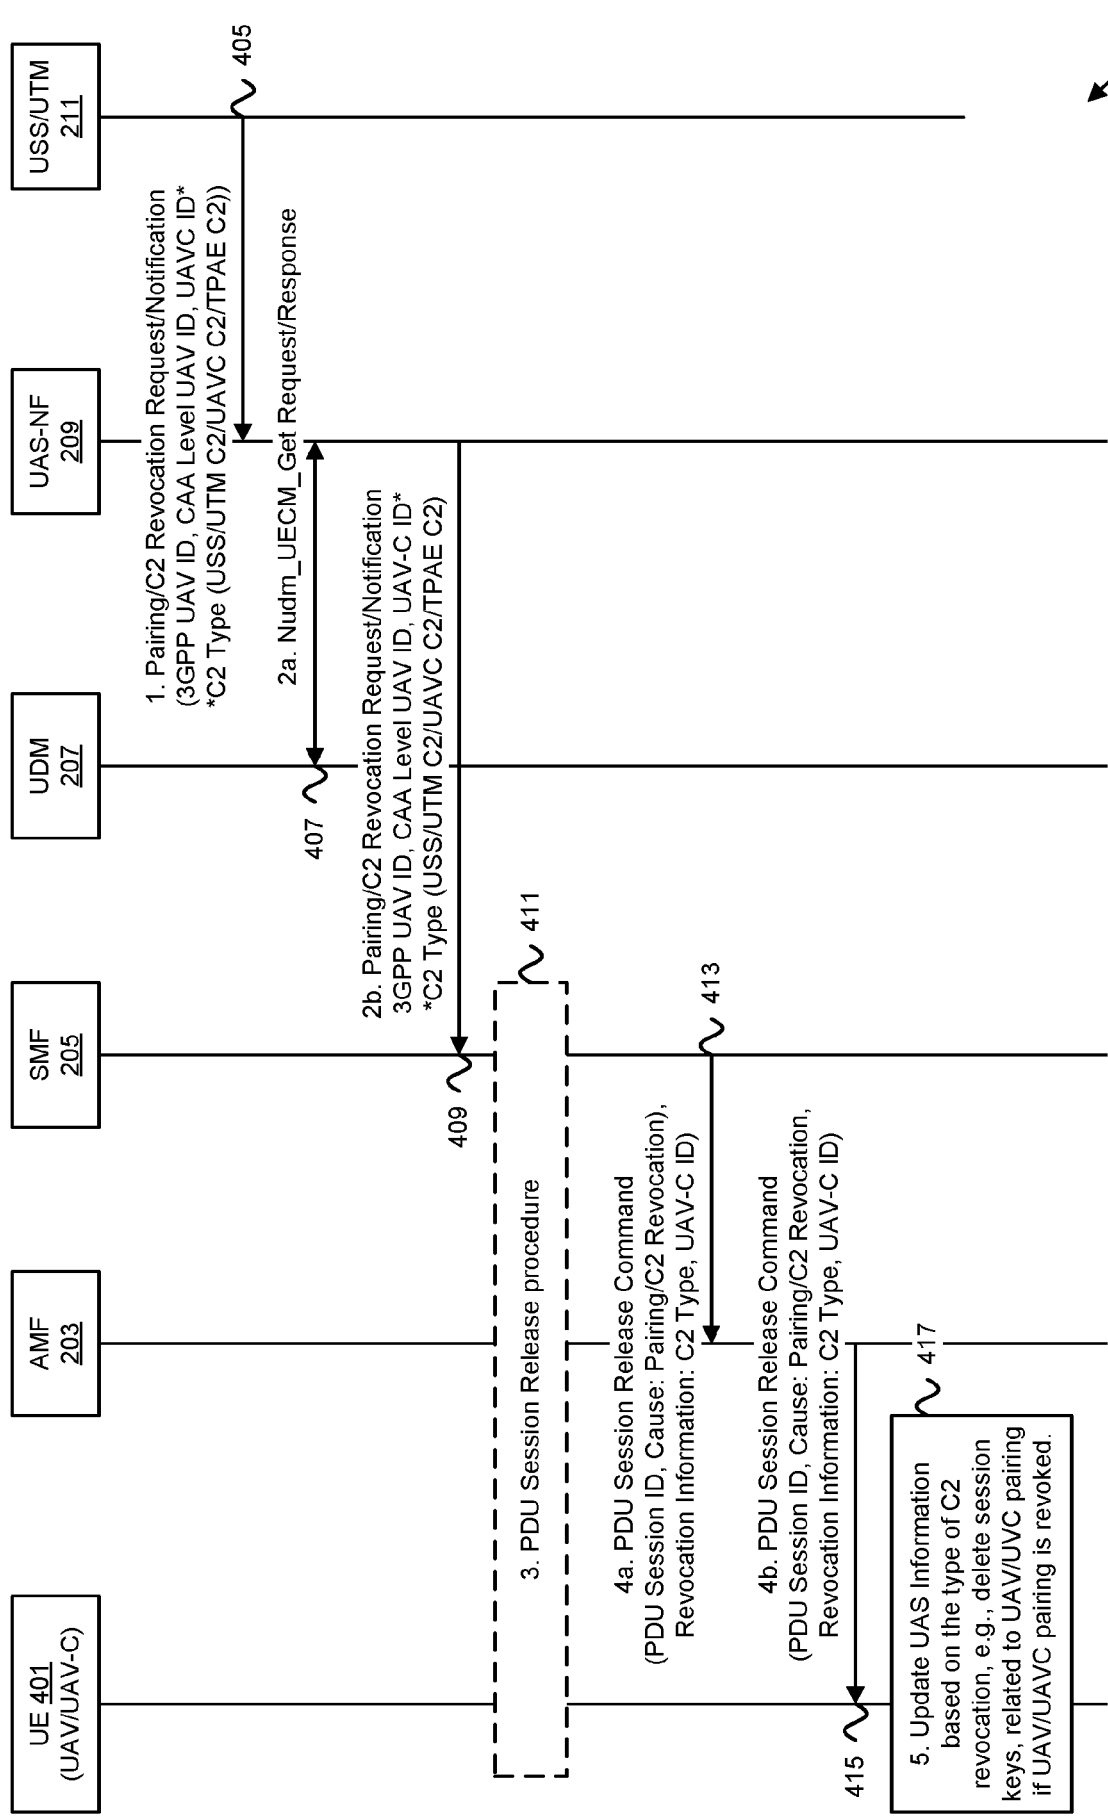 UE 401
(UAV/UAV-C)
AMF
203
SMF
205
UDM
207
UAS-NF
209
USS/UTM
211
1. Pairing/C2 Revocation Request/Notification
(3GPP UAV ID, CAA Level UAV ID, UAVC ID*
*C2 Type (USS/UTM C2/UAVC C2/TPAE C2))
405
2a. Nudm_UECM_Get Request/Response
407
2b. Pairing/C2 Revocation Request/Notification
3GPP UAV ID, CAA Level UAV ID, UAV-C ID*
*C2 Type (USS/UTM C2/UAVC C2/TPAE C2)
409
3. PDU Session Release procedure
411
4a. PDU Session Release Command
(PDU Session ID, Cause: Pairing/C2 Revocation),
Revocation Information: C2 Type, UAV-C ID)
413
4b. PDU Session Release Command
(PDU Session ID, Cause: Pairing/C2 Revocation,
Revocation Information: C2 Type, UAV-C ID)
415
5. Update UAS Information
based on the type of C2
revocation, e.g., delete session
keys, related to UAV/UVC pairing
if UAV/UAVC pairing is revoked.
417